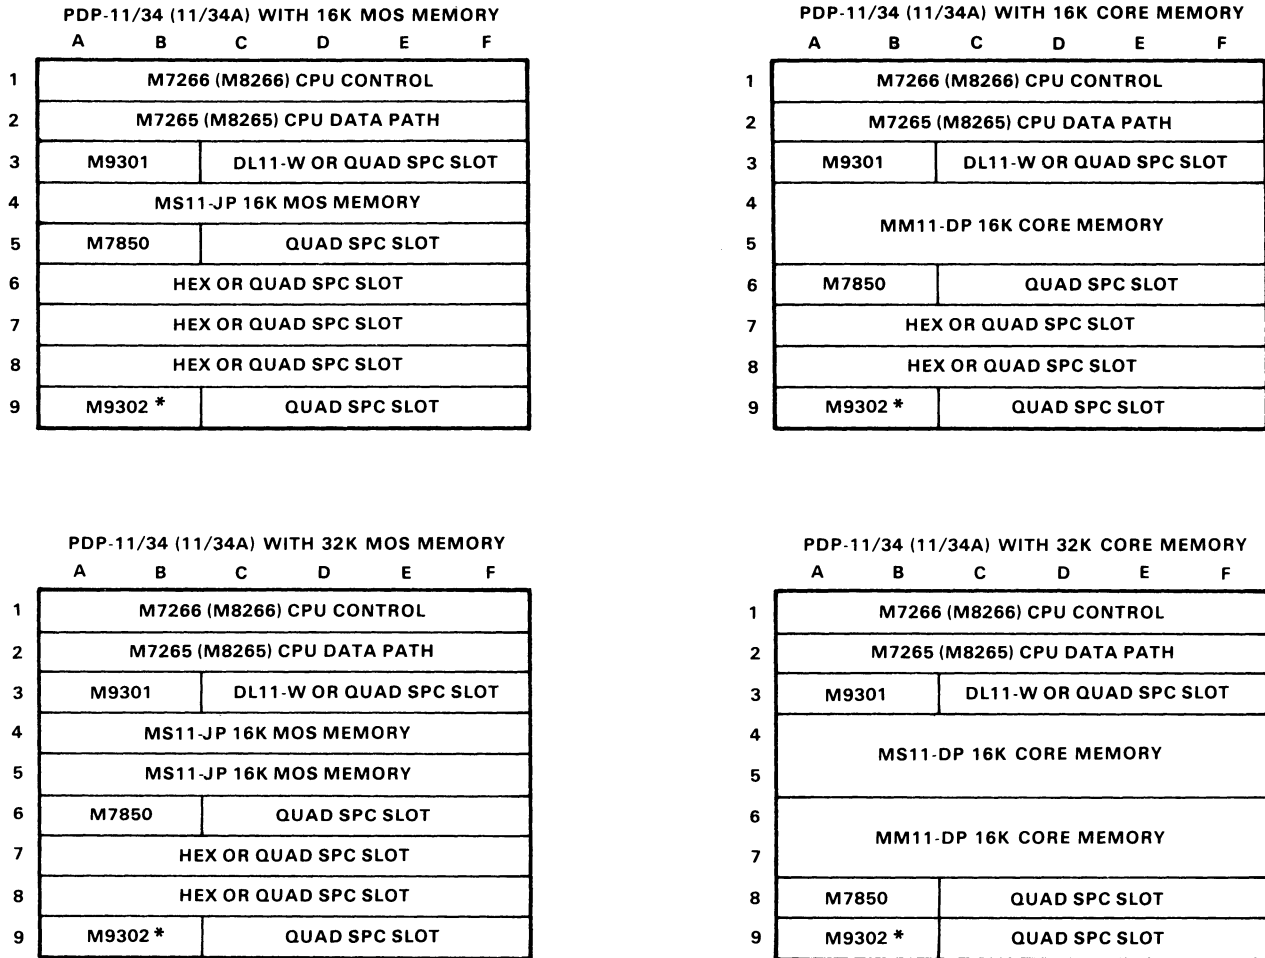 PDP-11/34 (11/34A) WITH 16K MOS MEMORY
A B C D E F
1 M7266 (M8266) CPU CONTROL
2 M7265 (M8265) CPU DATA PATH
3 M9301 DL11-W OR QUAD SPC SLOT
4 MS11-JP 16K MOS MEMORY
5 M7850 QUAD SPC SLOT
6 HEX OR QUAD SPC SLOT
7 HEX OR QUAD SPC SLOT
8 HEX OR QUAD SPC SLOT
9 M9302 * QUAD SPC SLOT
PDP-11/34 (11/34A) WITH 16K CORE MEMORY
A B C D E F
1 M7266 (M8266) CPU CONTROL
2 M7265 (M8265) CPU DATA PATH
3 M9301 DL11-W OR QUAD SPC SLOT
4
MM11-DP 16K CORE MEMORY
5
6 M7850 QUAD SPC SLOT
7 HEX OR QUAD SPC SLOT
8 HEX OR QUAD SPC SLOT
9 M9302 * QUAD SPC SLOT
PDP-11/34 (11/34A) WITH 32K MOS MEMORY
A B C D E F
1 M7266 (M8266) CPU CONTROL
2 M7265 (M8265) CPU DATA PATH
3 M9301 DL11-W OR QUAD SPC SLOT
4 MS11-JP 16K MOS MEMORY
5 MS11-JP 16K MOS MEMORY
6 M7850 QUAD SPC SLOT
7 HEX OR QUAD SPC SLOT
8 HEX OR QUAD SPC SLOT
9 M9302 * QUAD SPC SLOT
PDP-11/34 (11/34A) WITH 32K CORE MEMORY
A B C D E F
1 M7266 (M8266) CPU CONTROL
2 M7265 (M8265) CPU DATA PATH
3 M9301 DL11-W OR QUAD SPC SLOT
4
MS11-DP 16K CORE MEMORY
5
6
MM11-DP 16K CORE MEMORY
7
8 M7850 QUAD SPC SLOT
9 M9302 * QUAD SPC SLOT